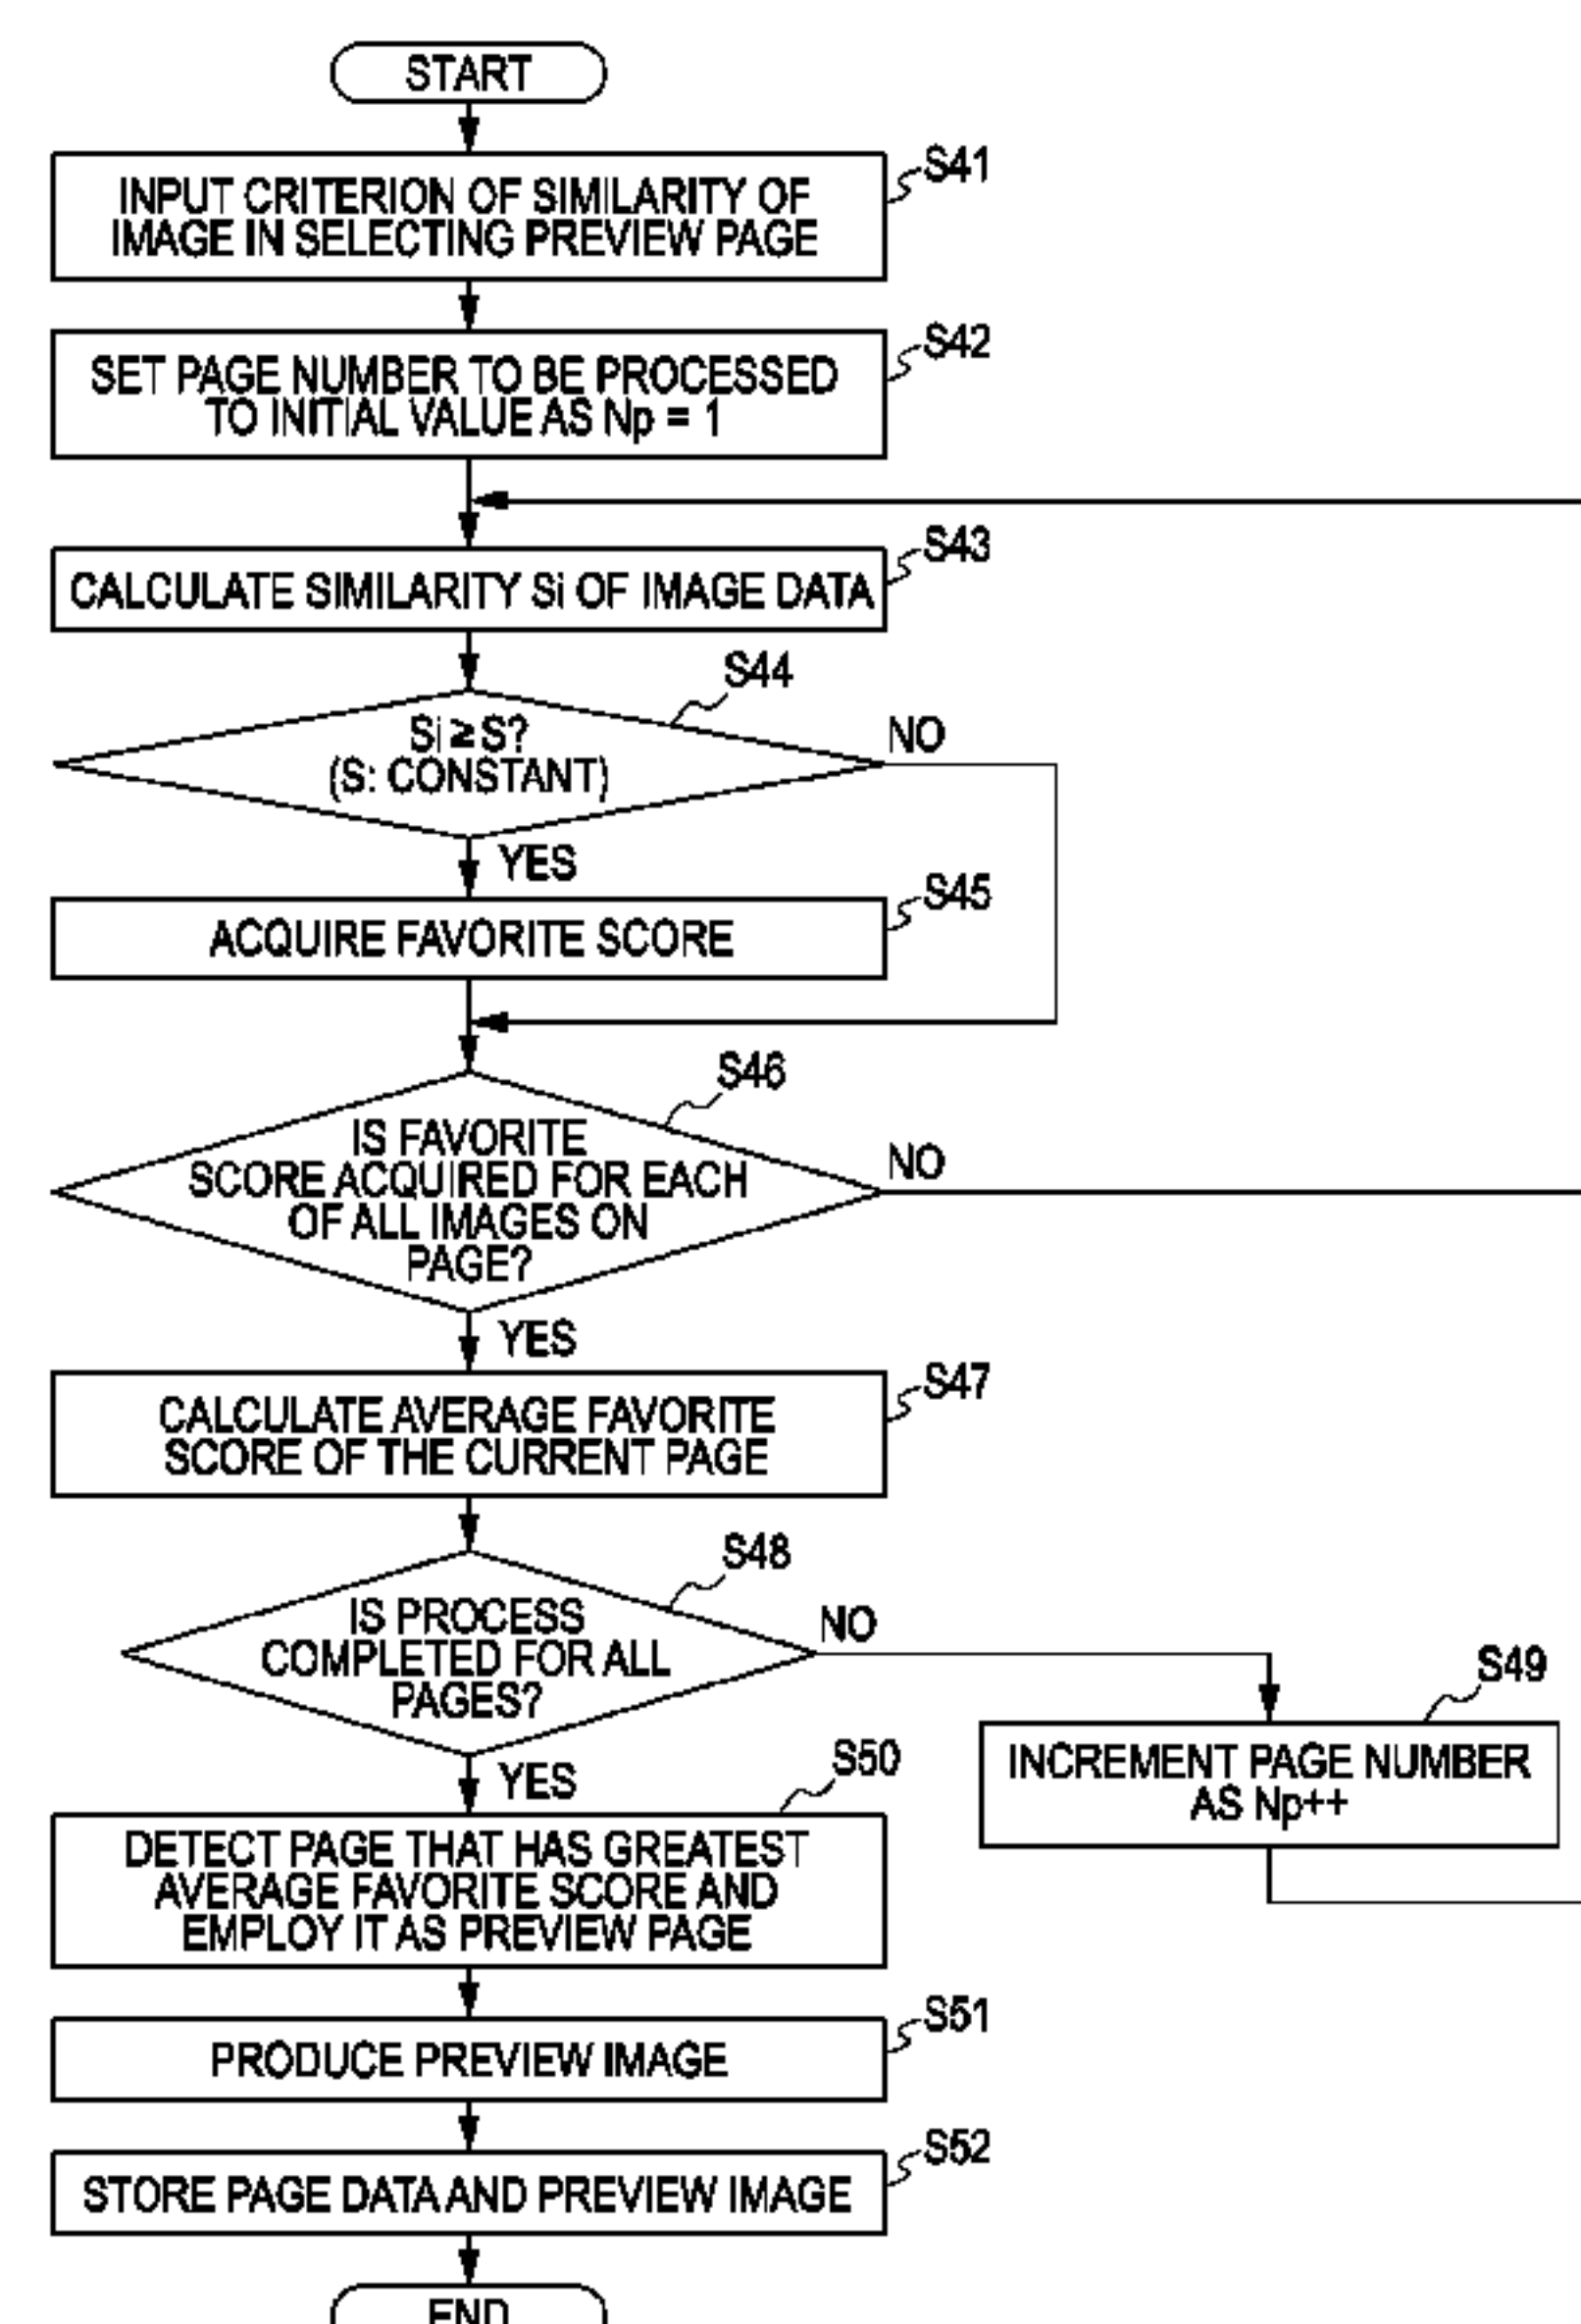 START
S41
INPUT CRITERION OF SIMILARITY OF
IMAGE IN SELECTING PREVIEW PAGE
S42
SET PAGE NUMBER TO BE PROCESSED
TO INITIAL VALUE AS Np = 1
S43
CALCULATE SIMILARITY Si OF IMAGE DATA
S44
Si ≥ S?
(S: CONSTANT)
NO
YES
S45
ACQUIRE FAVORITE SCORE
S46
IS FAVORITE
SCORE ACQUIRED FOR EACH
OF ALL IMAGES ON
PAGE?
NO
YES
S47
CALCULATE AVERAGE FAVORITE
SCORE OF THE CURRENT PAGE
S48
IS PROCESS
COMPLETED FOR ALL
PAGES?
NO
YES
S49
INCREMENT PAGE NUMBER
AS Np++
S50
DETECT PAGE THAT HAS GREATEST
AVERAGE FAVORITE SCORE AND
EMPLOY IT AS PREVIEW PAGE
S51
PRODUCE PREVIEW IMAGE
S52
STORE PAGE DATA AND PREVIEW IMAGE
END